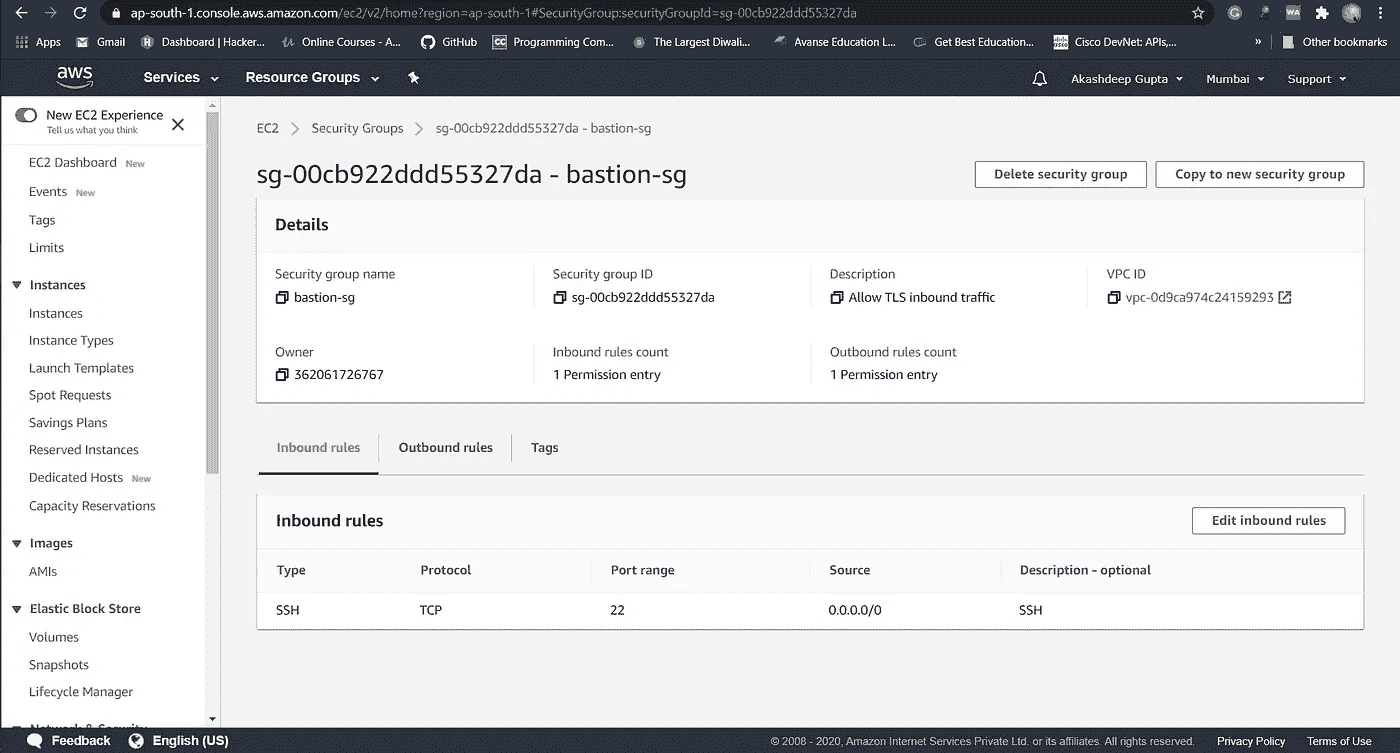 ap-south-1.console.aws.amazon.com/ec2/v2/home?region=ap-south-1#SecurityGroup:securityGroupId=sg-00cb922ddd55327da
WA
Apps Gmail Dashboard | Hacker... Online Courses - A... GitHub CC Programming Com... The Largest Diwali... Avanse Education L... Get Best Education... Cisco DevNet: APIs,... » Other bookmarks
aws Services Resource Groups Akashdeep Gupta Mumbai Support
New EC2 Experience
Tell us what you think
EC2 Dashboard New
Events New
Tags
Limits
Instances
Instances
Instance Types
Launch Templates
Spot Requests
Savings Plans
Reserved Instances
Dedicated Hosts New
Capacity Reservations
Images
AMIs
Elastic Block Store
Volumes
Snapshots
Lifecycle Manager
Network & Security
EC2 > Security Groups > sg-00cb922ddd55327da - bastion-sg
sg-00cb922ddd55327da - bastion-sg
Delete security group Copy to new security group
Details
Security group name Security group ID Description VPC ID
bastion-sg sg-00cb922ddd55327da Allow TLS inbound traffic vpc-0d9ca974c24159293
Owner Inbound rules count Outbound rules count
362061726767 1 Permission entry 1 Permission entry
Inbound rules Outbound rules Tags
Inbound rules Edit inbound rules
Type Protocol Port range Source Description - optional
SSH TCP 22 0.0.0.0/0 SSH
Feedback English (US) © 2008 - 2020, Amazon Internet Services Private Ltd. or its affiliates. All rights reserved. Privacy Policy Terms of Use